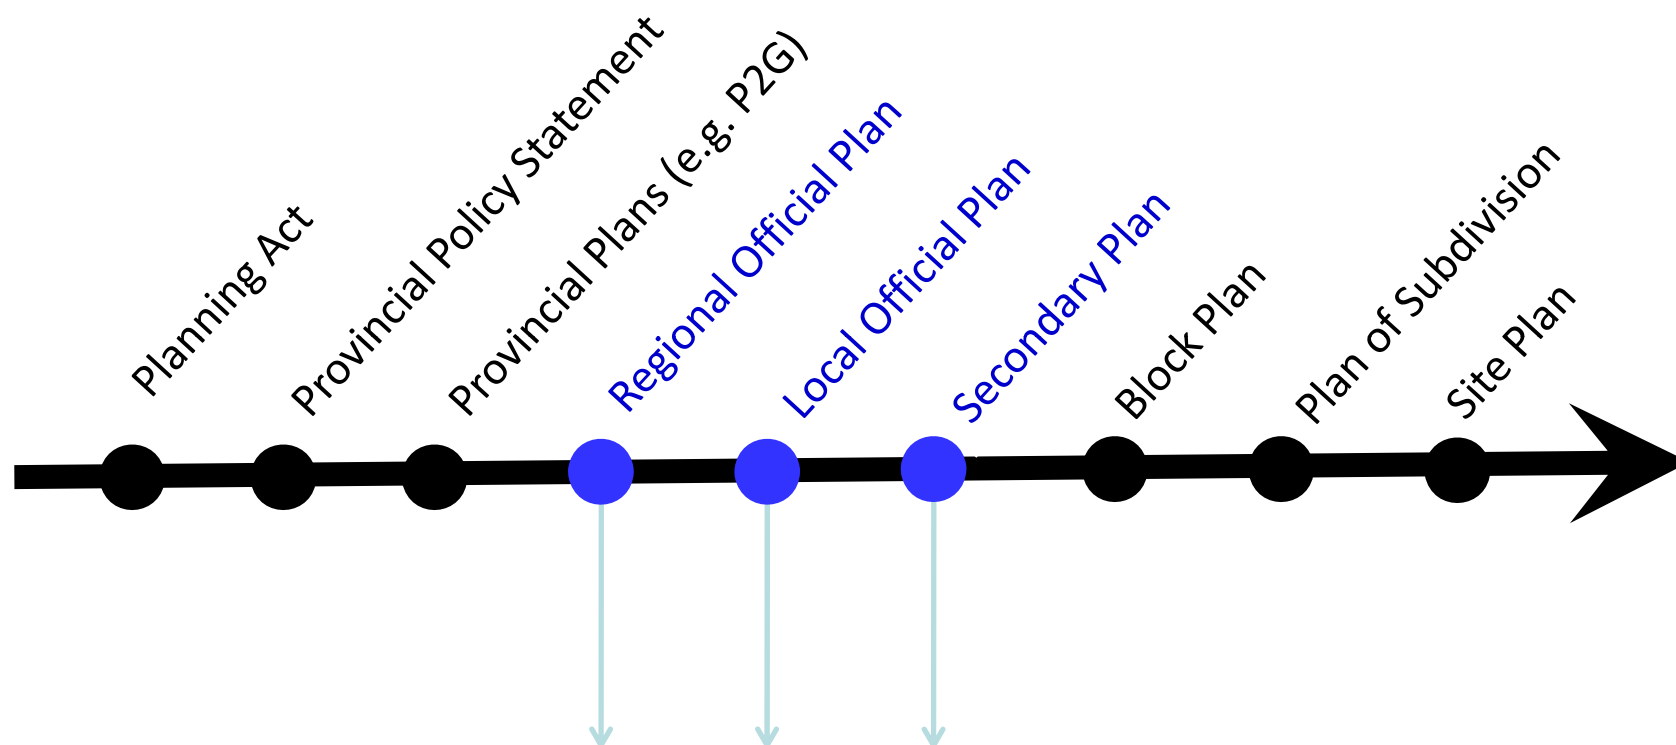 Planning Act
Provincial Policy Statement
Provincial Plans (e.g. P2G)
Regional Official Plan
Local Official Plan
Secondary Plan
Block Plan
Plan of Subdivision
Site Plan